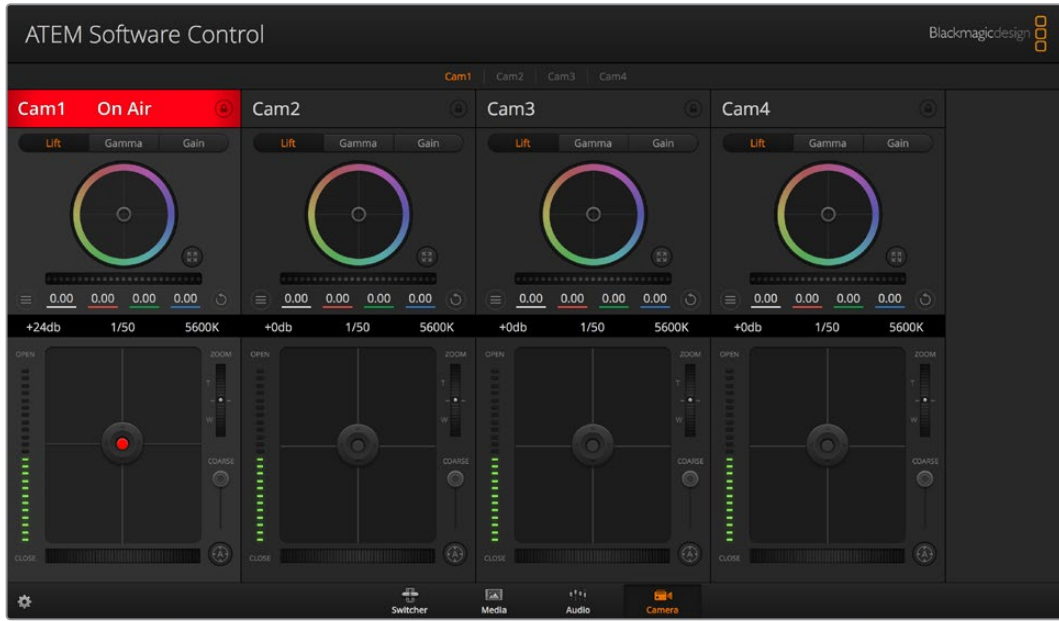 ATEM Software Control
Blackmagicdesign
Cam1 Cam2 Cam3 Cam4
Cam1 On Air
Cam2
Cam3
Cam4
Lift Gamma Gain
Lift Gamma Gain
Lift Gamma Gain
Lift Gamma Gain
0.00 0.00 0.00 0.00
0.00 0.00 0.00 0.00
0.00 0.00 0.00 0.00
0.00 0.00 0.00 0.00
+24db 1/50 5600K
+0db 1/50 5600K
+0db 1/50 5600K
+0db 1/50 5600K
OPEN ZOOM
OPEN ZOOM
OPEN ZOOM
OPEN ZOOM
T
T
T
T
W
W
W
W
COARSE
COARSE
COARSE
COARSE
CLOSE A
CLOSE A
CLOSE A
CLOSE A
Switcher Media Audio Camera